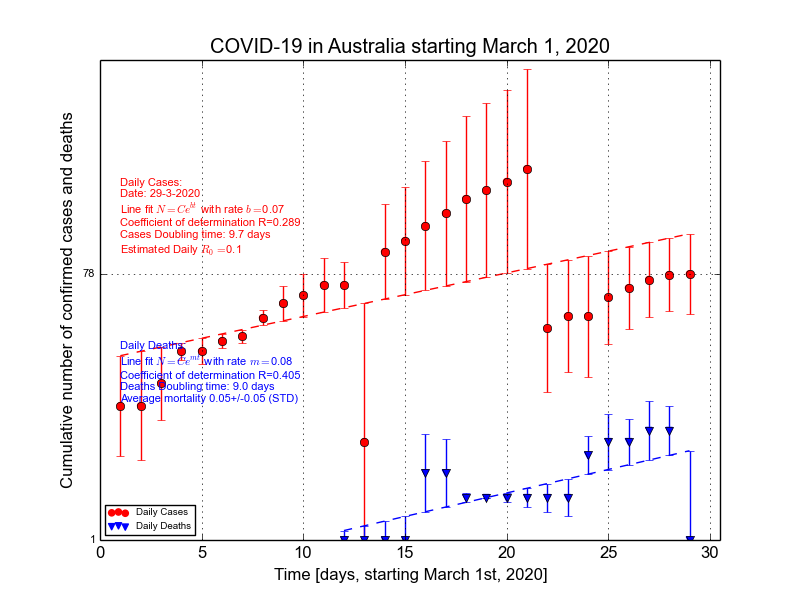 COVID-19 in Australia starting March 1, 2020
Cumulative number of confirmed cases and deaths
Daily Cases:
Date: 29-3-2020
Line fit N = Ce^{bt} with rate b =0.07
Coefficient of determination R=0.289
Cases Doubling time: 9.7 days
Estimated Daily R_0 =0.1
78
Daily Deaths:
Line fit N = Ce^{mt} with rate m =0.08
Coefficient of determination R=0.405
Deaths Doubling time: 9.0 days
Average mortality 0.05+/-0.05 (STD)
Daily Cases
Daily Deaths
1
0 5 10 15 20 25 30
Time [days, starting March 1st, 2020]